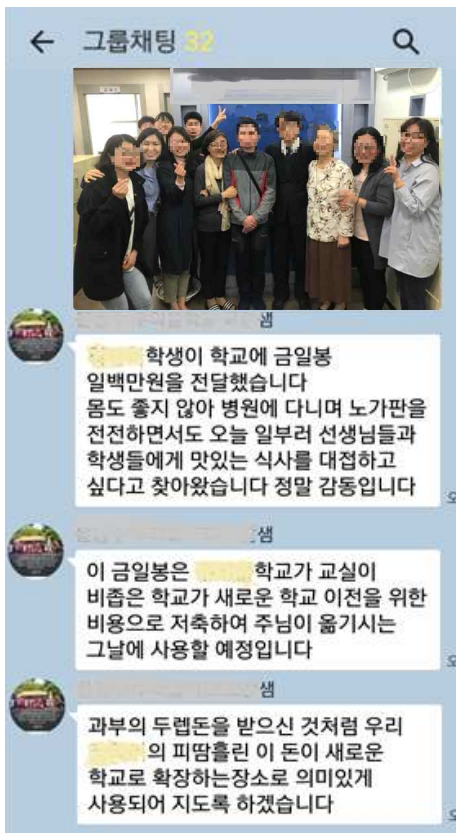 그룹채팅 32
샘
학생이 학교에 금일봉
일백만원을 전달했습니다
몸도 좋지 않아 병원에 다니며 노가판을
전전하면서도 오늘 일부러 선생님들과
학생들에게 맛있는 식사를 대접하고
싶다고 찾아왔습니다 정말 감동입니다
샘
이 금일봉은 학교가 교실이
비좁은 학교가 새로운 학교 이전을 위한
비용으로 저축하여 주님이 옮기시는
그날에 사용할 예정입니다
샘
과부의 두렙돈을 받으신 것처럼 우리
의 피땀흘린 이 돈이 새로운
학교로 확장하는장소로 의미있게
사용되어 지도록 하겠습니다